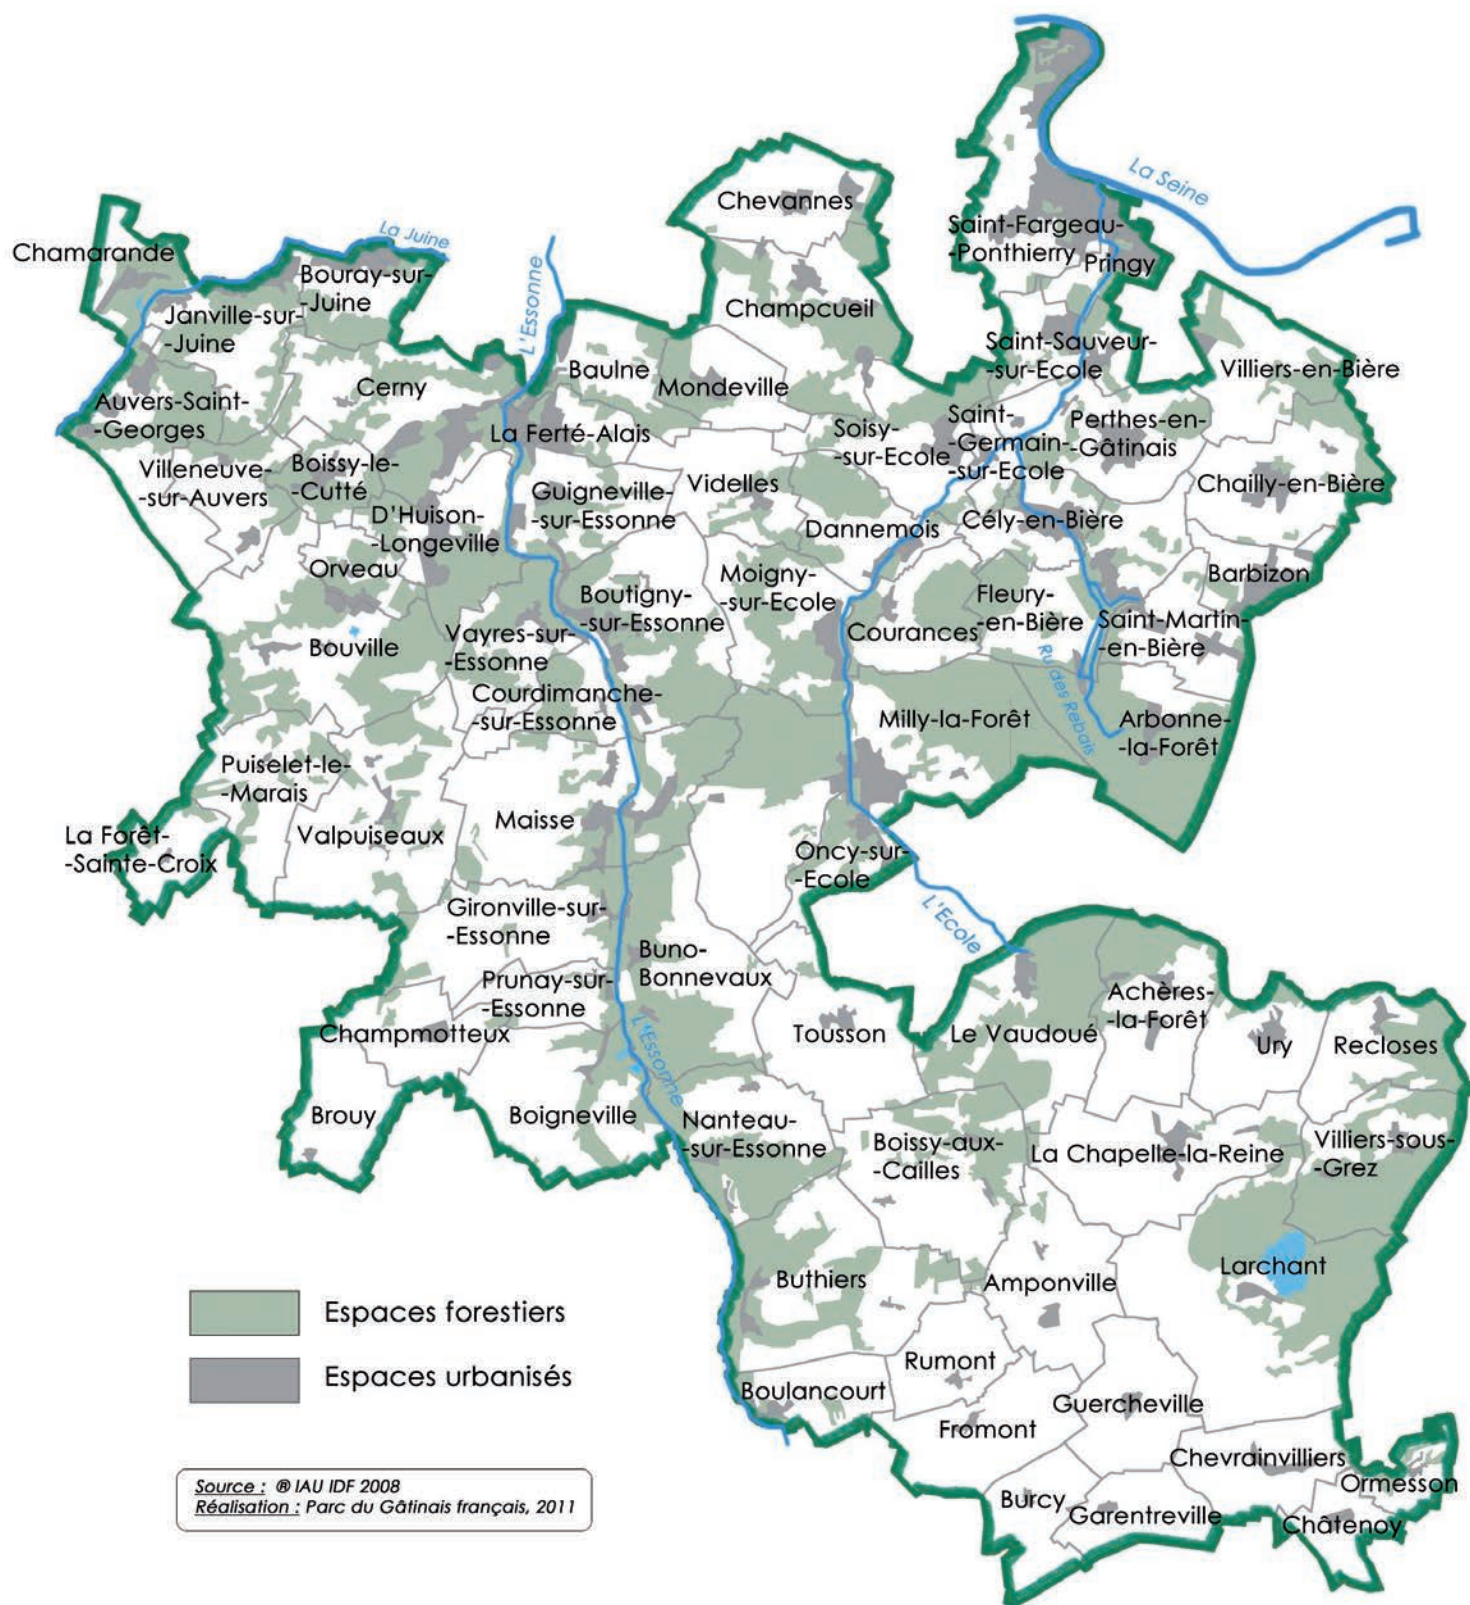 La Seine
Chevannes
Saint-Fargeau-
-Ponthierry
Pringy
La Juine
Chamarande
Bouray-sur-
-Juine
L'Essonne
Janville-sur-
-Juine
Champcueil
Saint-Sauveur-
-sur-Ecole
Villiers-en-Bière
Baulne
Mondeville
Cerny
Auvers-Saint-
-Georges
La Ferté-Alais
Soisy-
-sur-Ecole
Saint-
-Germain-
-sur-Ecole
Perthes-en-
-Gâtinais
Villeneuve-
-sur-Auvers
Boissy-le-
-Cutté
Guigneville-
-sur-Essonne
Videlles
Chailly-en-Bière
D'Huison-
-Longeville
Dannemois
Cély-en-Bière
Orveau
Moigny-
-sur-Ecole
Barbizon
Boutigny-
-sur-Essonne
Fleury-
-en-Bière
Courances
Saint-Martin-
-en-Bière
Bouville
Vayres-sur-
-Essonne
Courdimanche-
-sur-Essonne
Ru des Rebais
Milly-la-Forêt
Arbonne-
-la-Forêt
Puiselet-le-
-Marais
La Forêt-
-Sainte-Croix
Valpuiseaux
Maisse
Oncy-sur-
-Ecole
L'Ecole
Gironville-sur-
-Essonne
Buno-
-Bonnevaux
Prunay-sur-
-Essonne
Champmotteux
L'Essonne
Tousson
Le Vaudoué
Achères-
-la-Forêt
Ury
Recloses
Brouy
Boigneville
Nanteau-
-sur-Essonne
Boissy-aux-
-Cailles
La Chapelle-la-Reine
Villiers-sous-
-Grez
Buthiers
Amponville
Larchant
Espaces forestiers
Espaces urbanisés
Rumont
Boulancourt
Guercheville
Fromont
Chevrainvilliers
Ormesson
Burcy
Garentreville
Châtenoy
Source : ® IAU IDF 2008
Réalisation : Parc du Gâtinais français, 2011